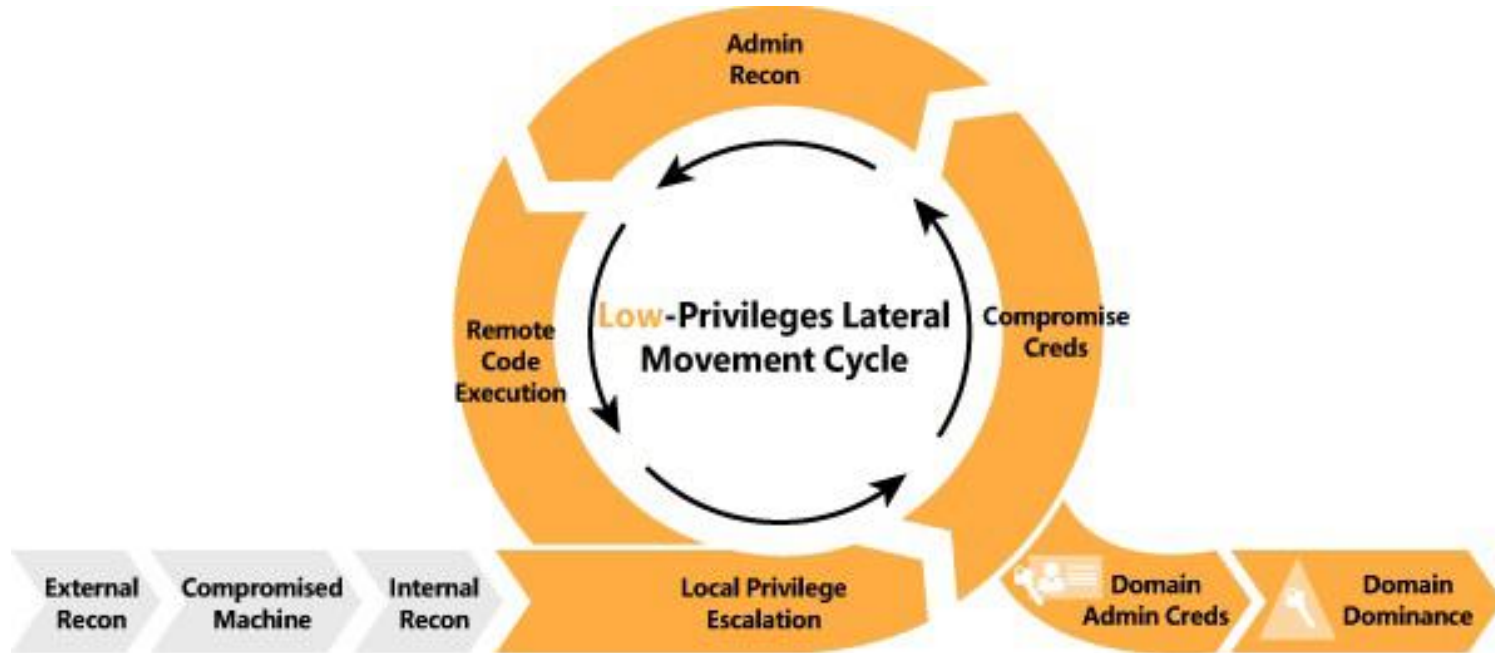 Admin
Recon
Low-Privileges Lateral
Movement Cycle
Remote
Code
Execution
Compromise
Creds
External
Recon
Compromised
Machine
Internal
Recon
Local Privilege
Escalation
Domain
Admin Creds
Domain
Dominance